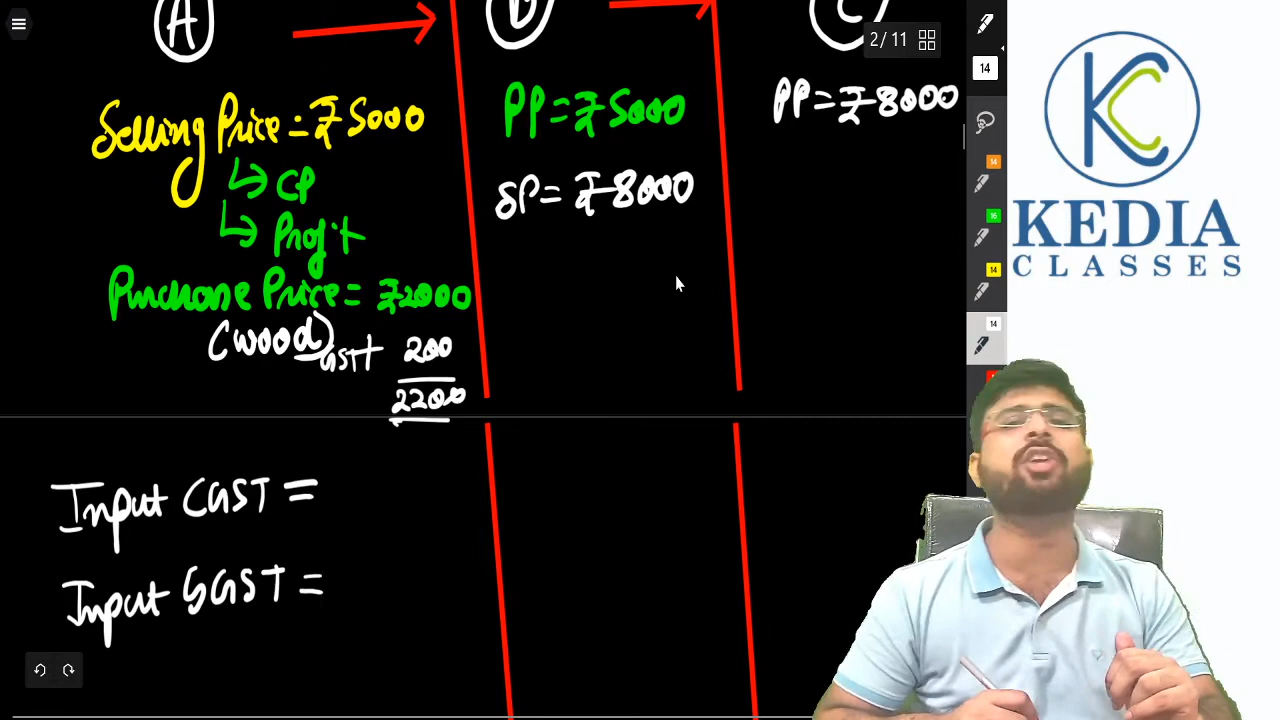 A
B
C
2/ 11
Selling Price = ₹5000
↳ CP
↳ Profit
Purchase Price = ₹2000
(wood)
GST + 200
2200
PP = ₹5000
SP = ₹8000
PP = ₹8000
Input CGST =
Input SGST =
14
14
16
14
14
KC
KEDIA
CLASSES